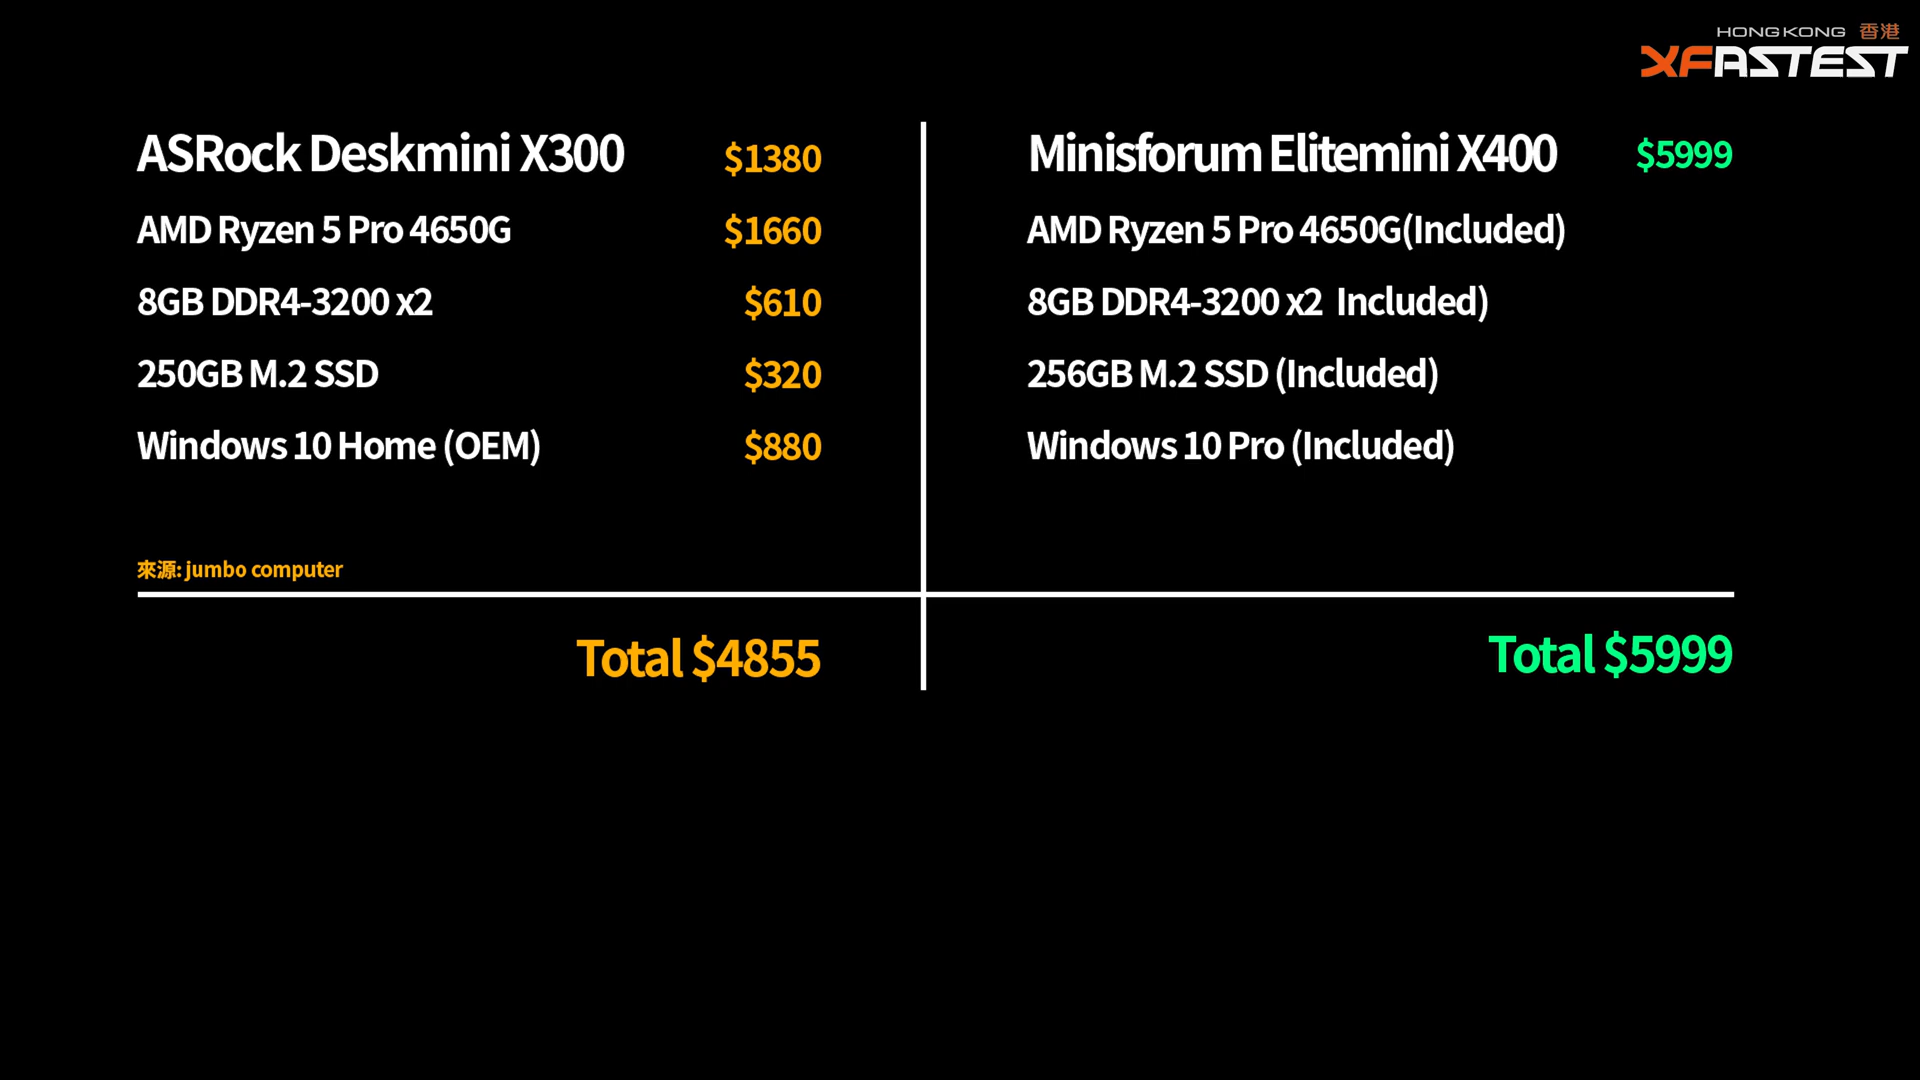 HONG KONG 香港
XFASTEST
ASRock Deskmini X300 $1380
AMD Ryzen 5 Pro 4650G $1660
8GB DDR4-3200 x2 $610
250GB M.2 SSD $320
Windows 10 Home (OEM) $880
來源: jumbo computer
Total $4855
Minisforum Elitemini X400 $5999
AMD Ryzen 5 Pro 4650G(Included)
8GB DDR4-3200 x2 Included)
256GB M.2 SSD (Included)
Windows 10 Pro (Included)
Total $5999